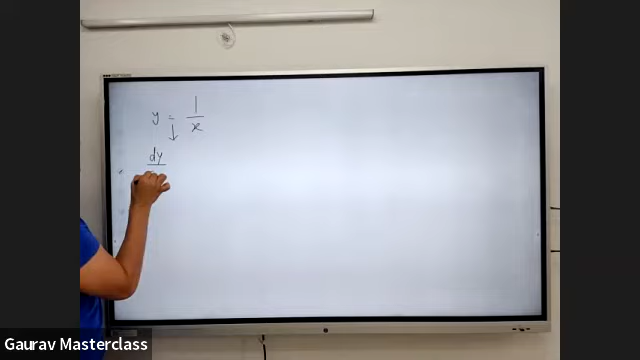 y = 1/x
↓
dy
Gaurav Masterclass